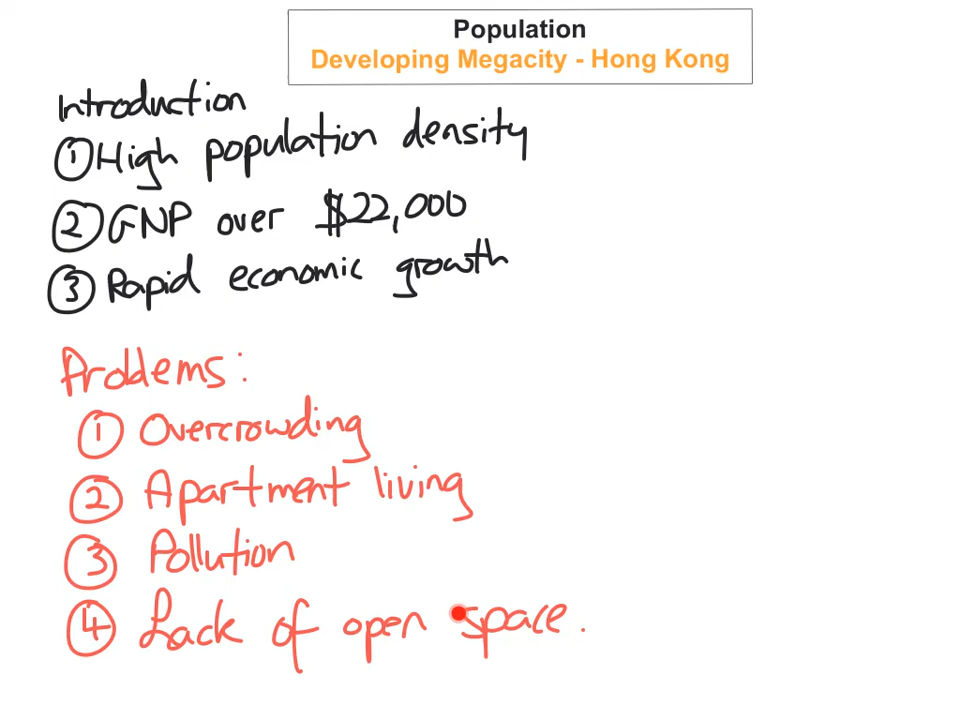 Population
Developing Megacity - Hong Kong
Introduction
① High population density
② GNP over $22,000
③ Rapid economic growth
Problems:
① Overcrowding
② Apartment living
③ Pollution
④ Lack of open space.